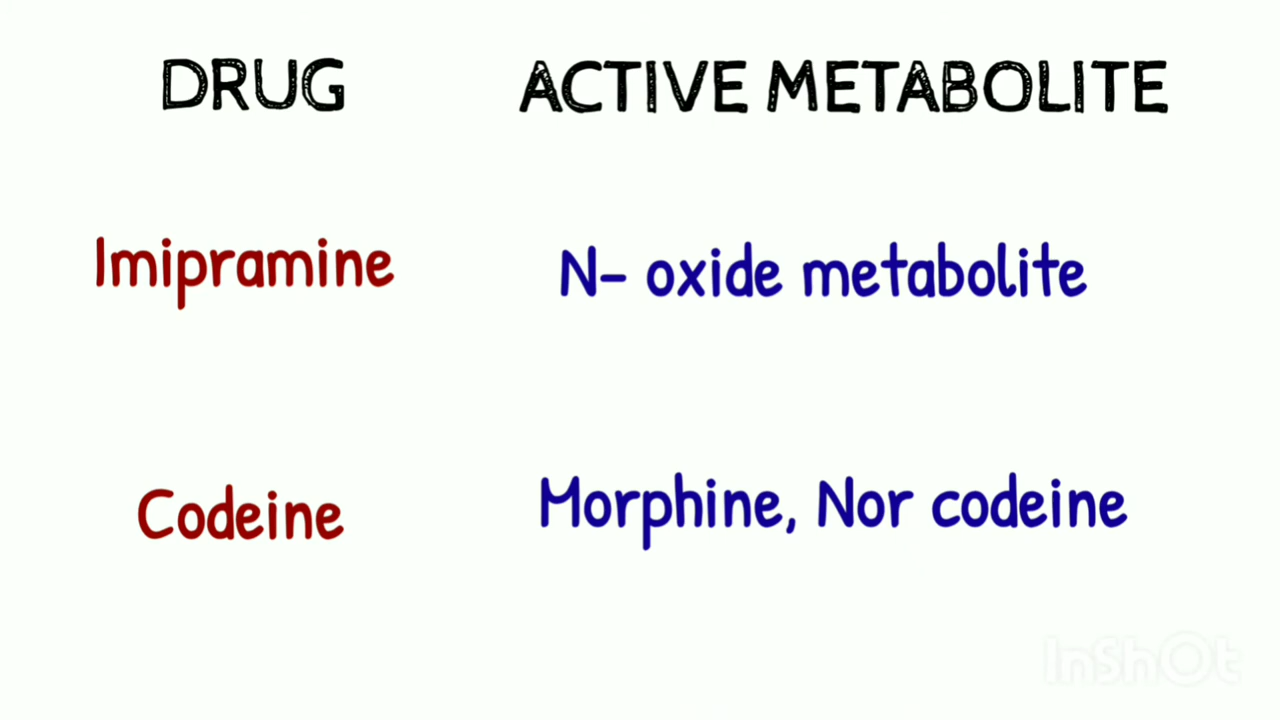 DRUG ACTIVE METABOLITE
Imipramine N- oxide metabolite
Codeine Morphine, Nor codeine
InShOt